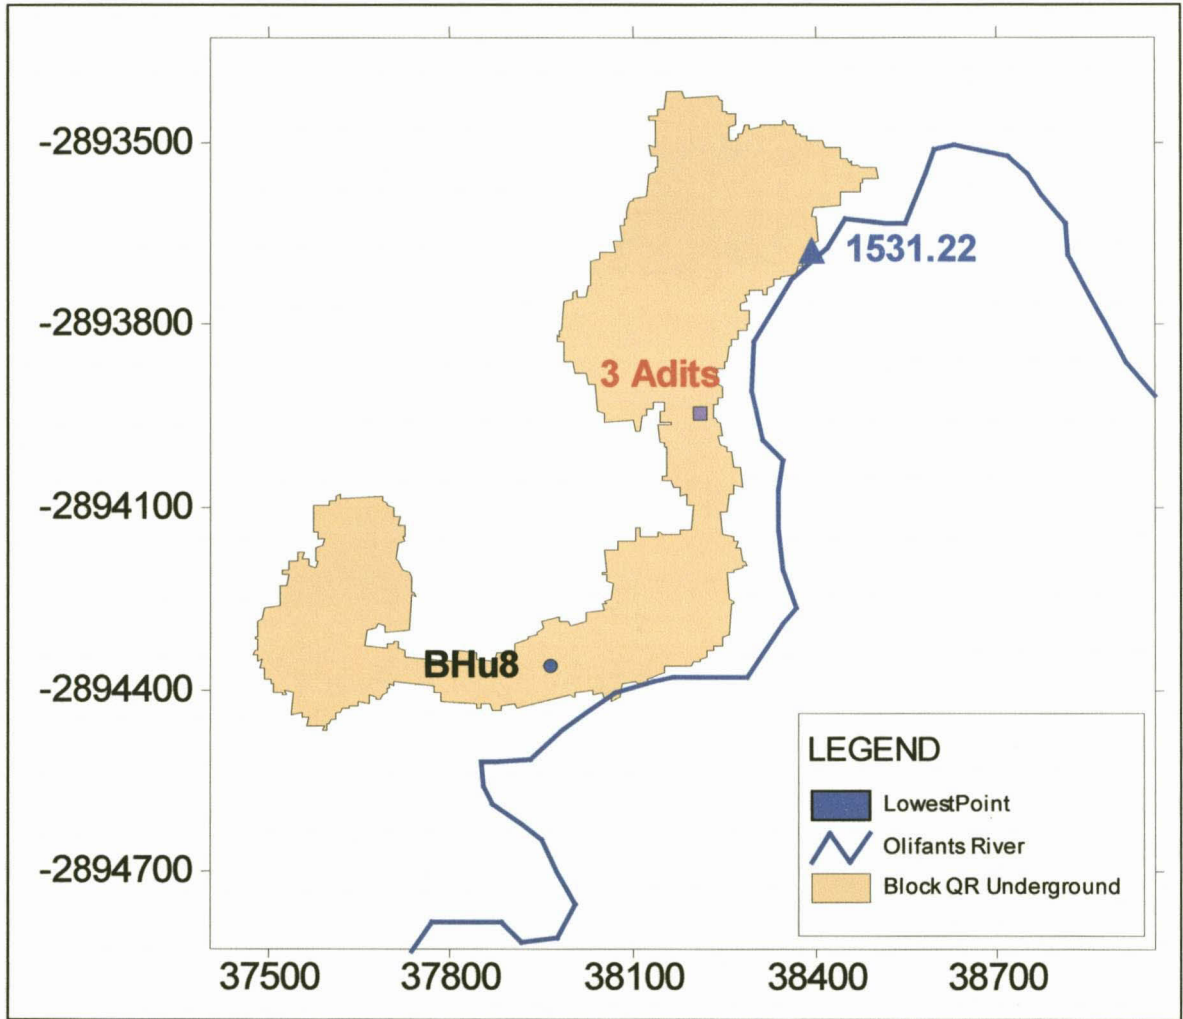 -2893500
1531.22
-2893800
3 Adits
-2894100
BHu8
-2894400
LEGEND
LowestPoint
Olifants River
Block QR Underground
-2894700
37500 37800 38100 38400 38700